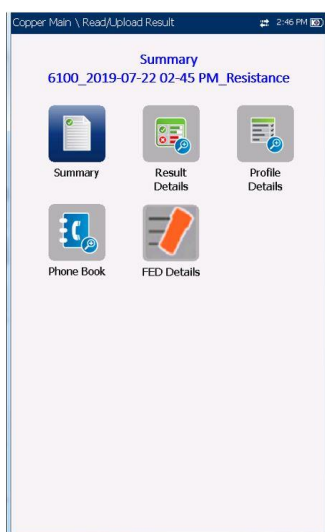 Copper Main \ Read/Upload Result 2:46 PM
Summary
6100_2019-07-22 02-45 PM_Resistance
Summary
Result Details
Profile Details
Phone Book
FED Details